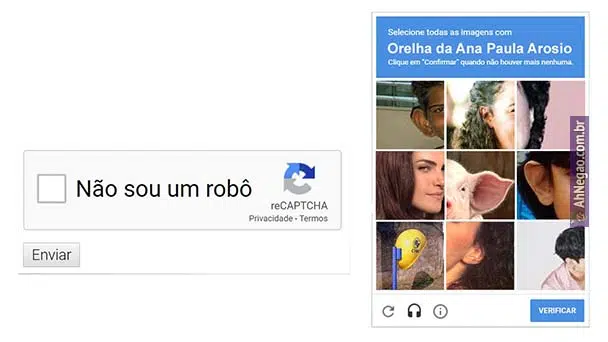 Selecione todas as imagens com
Orelha da Ana Paula Arosio
Clique em "Confirmar" quando não houver mais nenhuma.
Não sou um robô
reCAPTCHA
Privacidade - Termos
Enviar
VERIFICAR
AhNegao.com.br